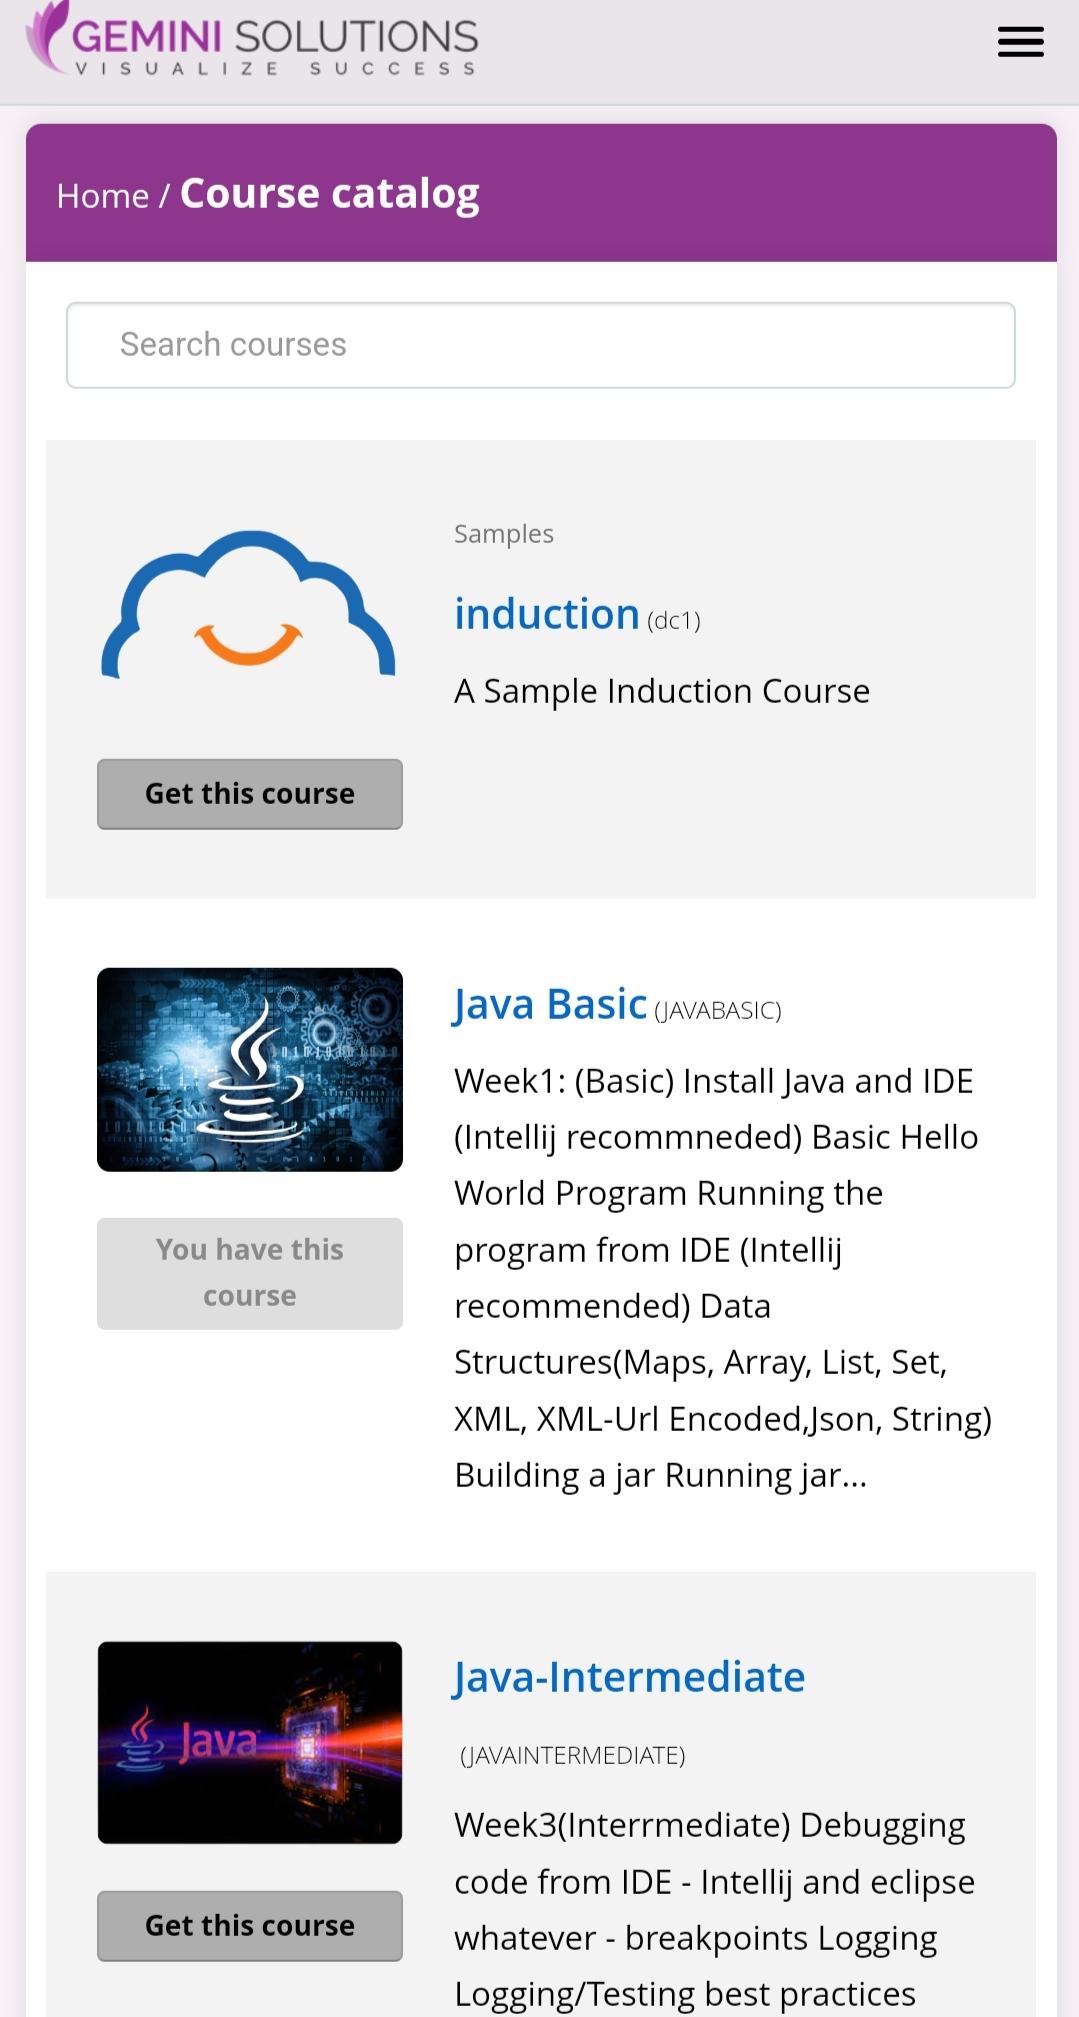 GEMINI SOLUTIONS
VISUALIZE SUCCESS
Home / Course catalog
Search courses
Samples
induction (dc1)
A Sample Induction Course
Get this course
Java Basic (JAVABASIC)
Week1: (Basic) Install Java and IDE
(Intellij recommneded) Basic Hello
World Program Running the
program from IDE (Intellij
recommended) Data
Structures(Maps, Array, List, Set,
XML, XML-Url Encoded,Json, String)
Building a jar Running jar...
You have this
course
Java
Java-Intermediate
(JAVAINTERMEDIATE)
Week3(Interrmediate) Debugging
code from IDE - Intellij and eclipse
whatever - breakpoints Logging
Logging/Testing best practices
Get this course